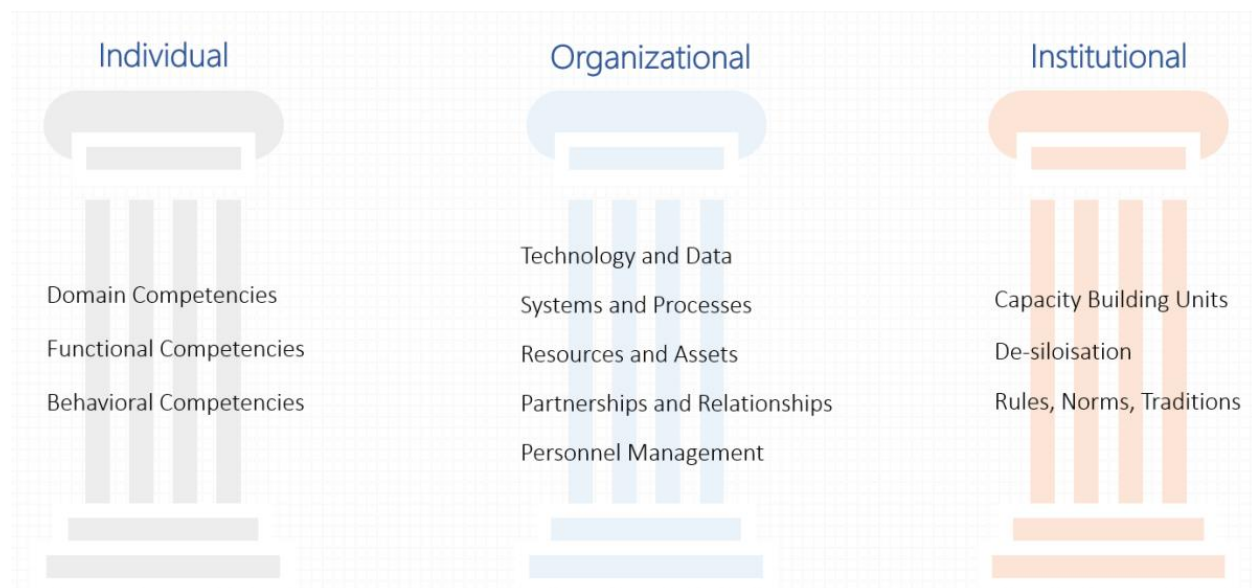 Individual
Domain Competencies
Functional Competencies
Behavioral Competencies
Organizational
Technology and Data
Systems and Processes
Resources and Assets
Partnerships and Relationships
Personnel Management
Institutional
Capacity Building Units
De-siloisation
Rules, Norms, Traditions